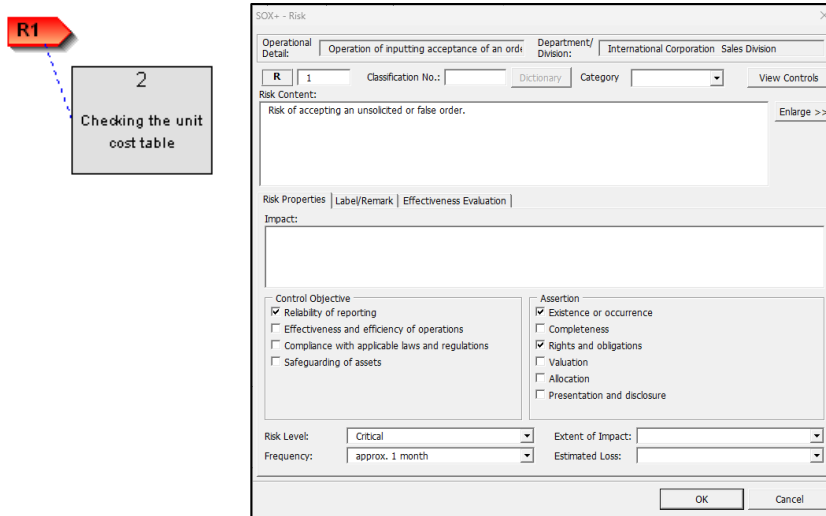 R1
2
Checking the unit
cost table
SOX+ - Risk
Operational Detail: Operation of inputting acceptance of an orde Department/ Division: International Corporation Sales Division
R 1 Classification No.: Dictionary Category View Controls
Risk Content:
Risk of accepting an unsolicited or false order.
Enlarge >>
Risk Properties Label/Remark Effectiveness Evaluation
Impact:
Control Objective
Reliability of reporting
Effectiveness and efficiency of operations
Compliance with applicable laws and regulations
Safeguarding of assets
Assertion
Existence or occurrence
Completeness
Rights and obligations
Valuation
Allocation
Presentation and disclosure
Risk Level: Critical Extent of Impact:
Frequency: approx. 1 month Estimated Loss:
OK Cancel